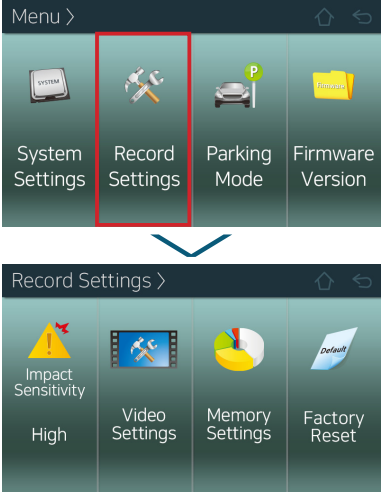 Menu >
SYSTEM
P
Firmware
System
Settings
Record
Settings
Parking
Mode
Firmware
Version
Record Settings >
Impact
Sensitivity
High
Video
Settings
Memory
Settings
Default
Factory
Reset